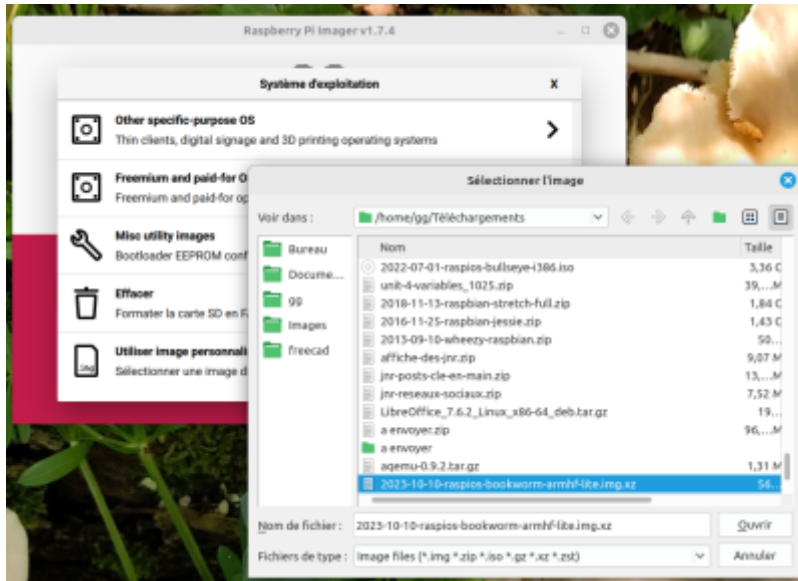 Raspberry Pi Imager v1.7.4
Système d'exploitation
X
Other specific-purpose OS
Thin clients, digital signage and 3D printing operating systems
Freemium and paid-for O
Freemium and paid-for op
Misc utility images
Bootloader EEPROM conf
Effacer
Formater la carte SD en F
Utiliser image personnali
Sélectionner une image d
Sélectionner l'image
Voir dans :
/home/gg/Téléchargements
Bureau
Docume...
gg
Images
freecad
Nom Taille
2022-07-01-raspios-bullseye-i386.iso 3,36
unit-4-variables_1025.zip 39,...M
2018-11-13-raspbian-stretch-full.zip 1,84
2016-11-25-raspbian-jessie.zip 1,43
2013-09-10-wheezy-raspbian.zip 50...
affiche-des-jnr.zip 9,07 M
jnr-posts-cle-en-main.zip 13,...M
jnr-reseaux-sociaux.zip 7,52 M
LibreOffice_7.6.2_Linux_x86-64_deb.tar.gz 19...
a envoyer.zip 96,...M
a envoyer
aqemu-0.9.2.tar.gz 1,31 M
2023-10-10-raspios-bookworm-armhf-lite.img.xz 56...
Nom de fichier : 2023-10-10-raspios-bookworm-armhf-lite.img.xz Ouvrir
Fichiers de type : Image files (*.img *.zip *.iso *.gz *.xz *.zst) Annuler